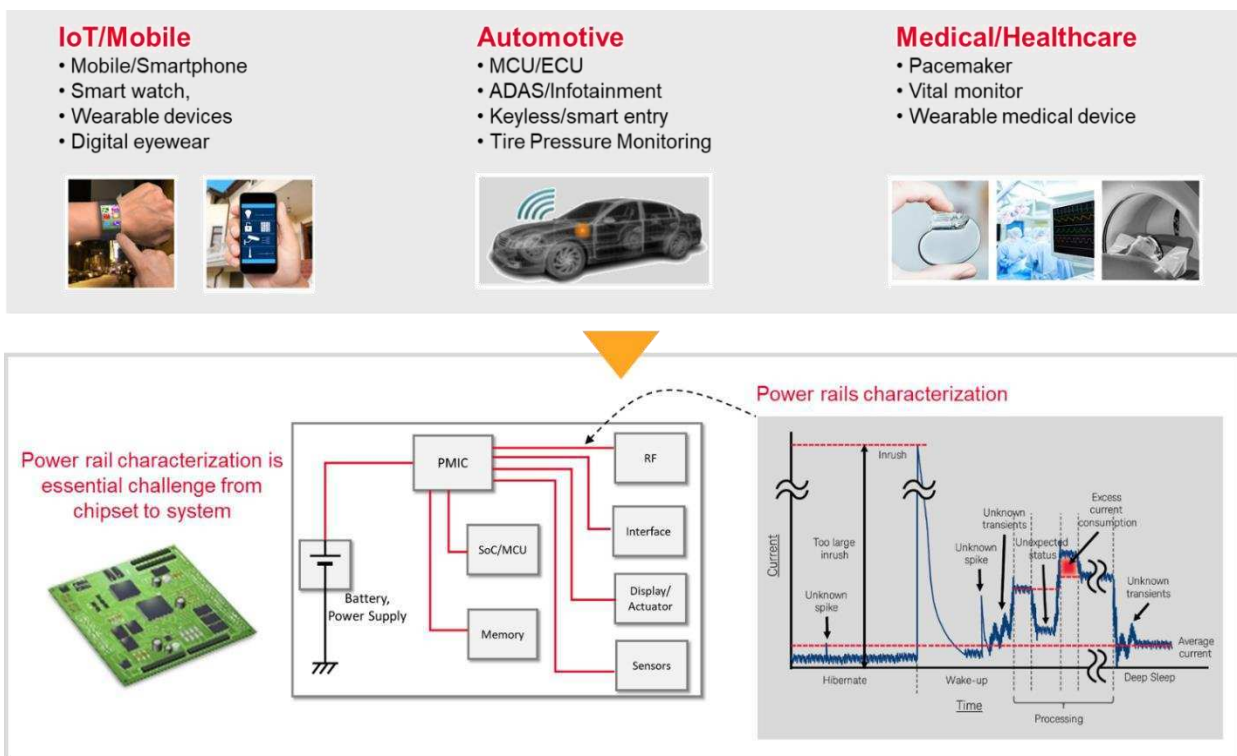 IoT/Mobile
• Mobile/Smartphone
• Smart watch,
• Wearable devices
• Digital eyewear
Automotive
• MCU/ECU
• ADAS/Infotainment
• Keyless/smart entry
• Tire Pressure Monitoring
Medical/Healthcare
• Pacemaker
• Vital monitor
• Wearable medical device
Power rail characterization is
essential challenge from
chipset to system
PMIC
RF
Interface
SoC/MCU
Display/
Actuator
Battery,
Power Supply
Memory
Sensors
Power rails characterization
Current
Inrush
Too large
inrush
Unknown
spike
Unknown
spike
Unknown
transients
Unexpected
status
Excess
current
consumption
Unknown
transients
Average
current
Hibernate
Wake-up
Deep Sleep
Time
Processing